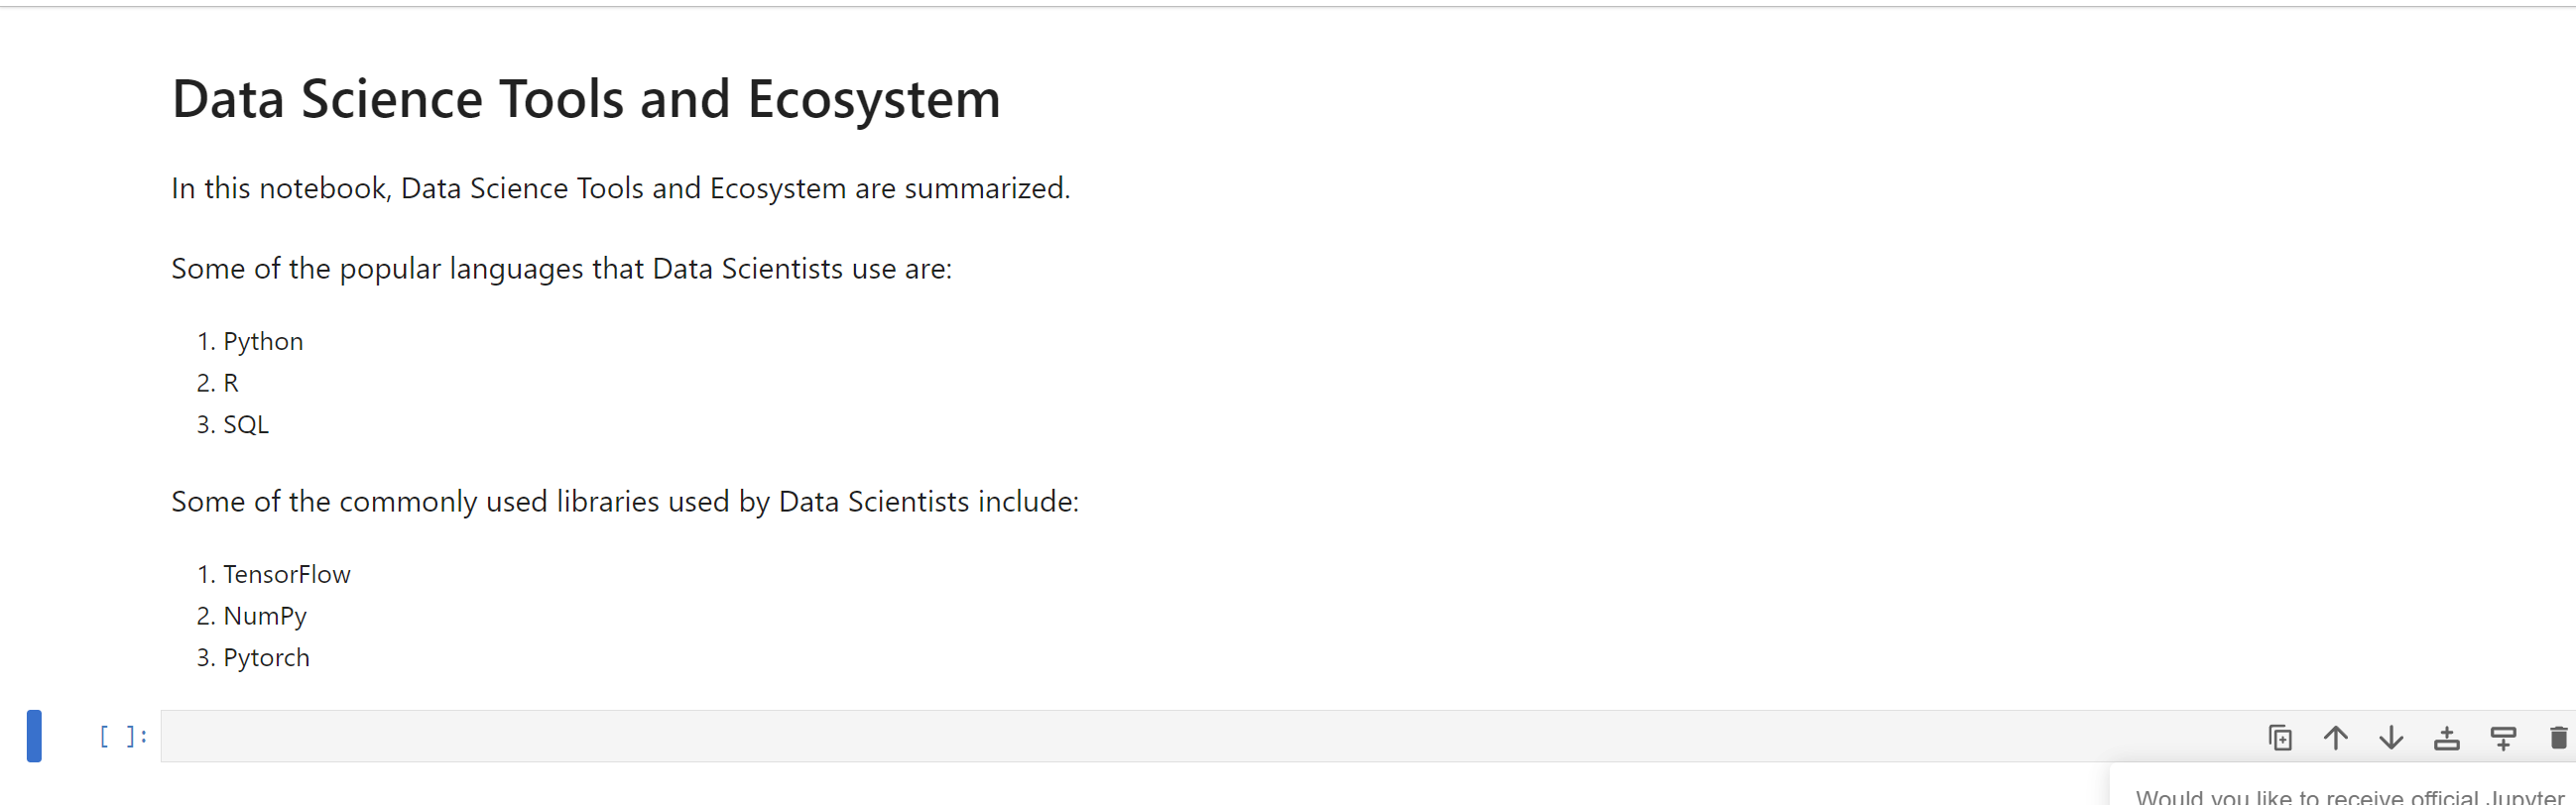 Data Science Tools and Ecosystem
In this notebook, Data Science Tools and Ecosystem are summarized.
Some of the popular languages that Data Scientists use are:
1. Python
2. R
3. SQL
Some of the commonly used libraries used by Data Scientists include:
1. TensorFlow
2. NumPy
3. Pytorch
[ ]:
Would you like to receive official Jupyter